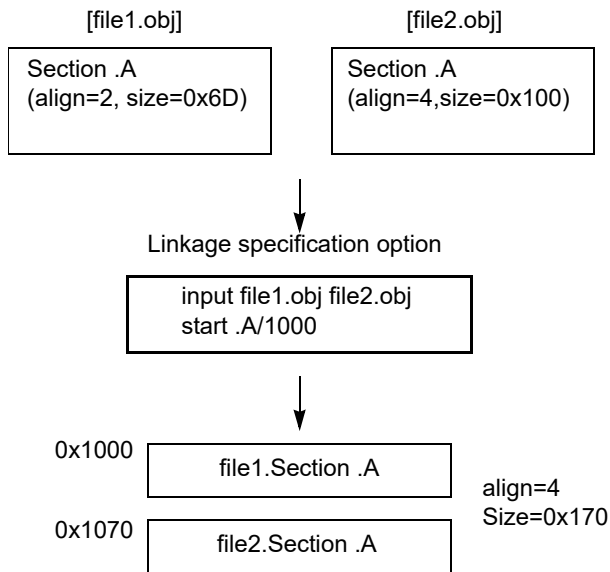 [file1.obj]
[file2.obj]
Section .A
(align=2, size=0x6D)
Section .A
(align=4,size=0x100)
Linkage specification option
input file1.obj file2.obj
start .A/1000
0x1000
file1.Section .A
align=4
Size=0x170
0x1070
file2.Section .A